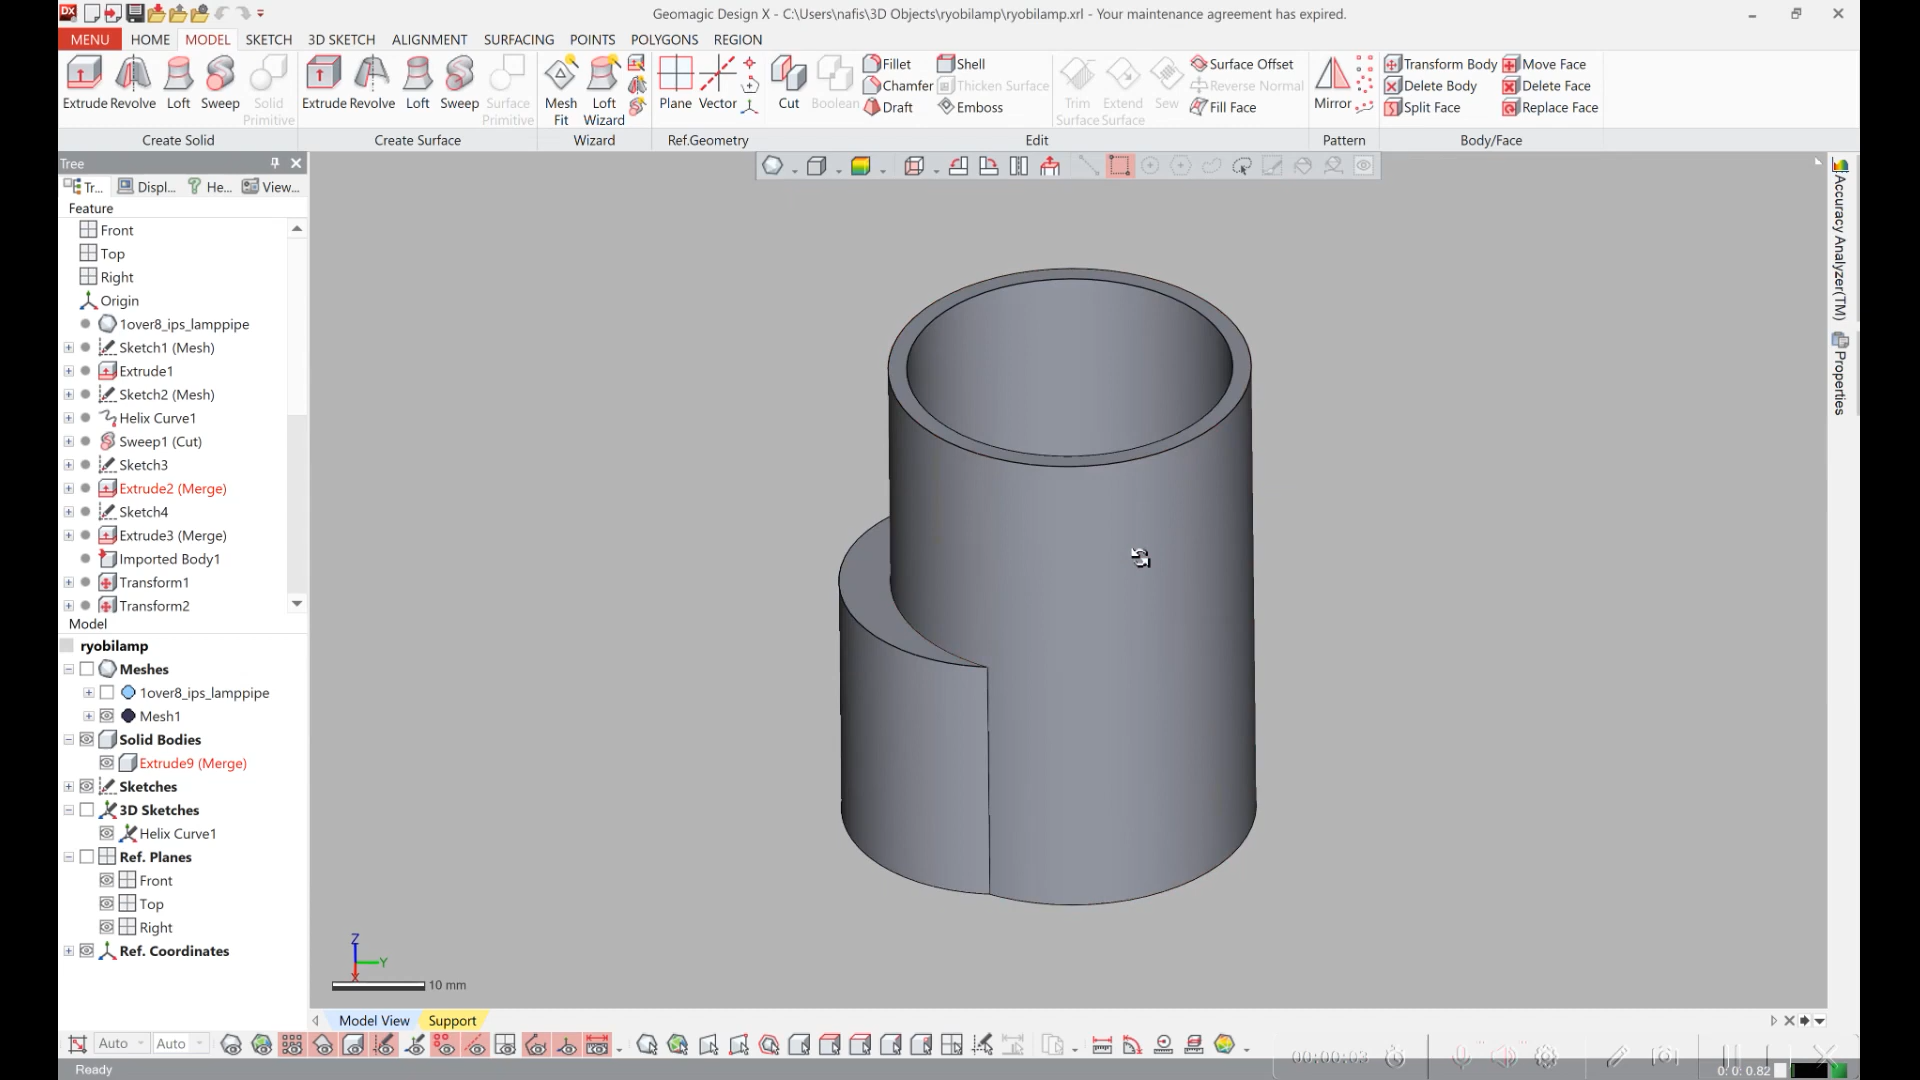 Geomagic Design X - C:\Users\nafis\3D Objects\ryobilamp\ryobilamp.xrl - Your maintenance agreement has expired.
MENU HOME MODEL SKETCH 3D SKETCH ALIGNMENT SURFACING POINTS POLYGONS REGION
Extrude Revolve Loft Sweep Solid Primitive
Create Solid
Extrude Revolve Loft Sweep Surface Primitive
Create Surface
Mesh Fit Loft Wizard
Wizard
Plane Vector
Ref.Geometry
Cut Boolean
Fillet Shell
Chamfer Thicken Surface
Draft Emboss
Trim Surface Extend Surface Sew
Surface Offset
Reverse Normal
Fill Face
Edit
Mirror
Pattern
Transform Body Move Face
Delete Body Delete Face
Split Face Replace Face
Body/Face
Tree
Tr... Displ... He... View...
Feature
Front
Top
Right
Origin
1over8_ips_lamppipe
Sketch1 (Mesh)
Extrude1
Sketch2 (Mesh)
Helix Curve1
Sweep1 (Cut)
Sketch3
Extrude2 (Merge)
Sketch4
Extrude3 (Merge)
Imported Body1
Transform1
Transform2
Model
ryobilamp
Meshes
1over8_ips_lamppipe
Mesh1
Solid Bodies
Extrude9 (Merge)
Sketches
3D Sketches
Helix Curve1
Ref. Planes
Front
Top
Right
Ref. Coordinates
Z
Y
X
10 mm
Accuracy Analyzer(TM)
Properties
Model View Support
Auto Auto
00:00:03
Ready
0: 0: 0.82